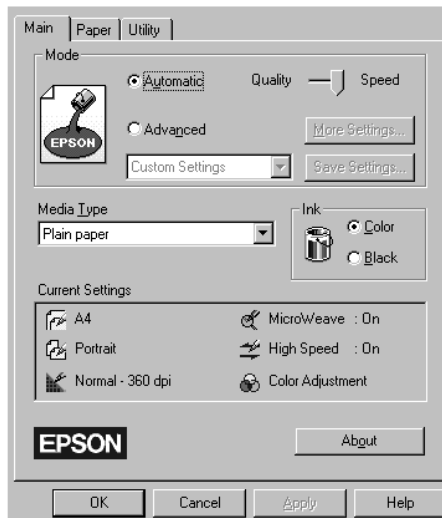 Main Paper Utility
Mode
Automatic Quality Speed
EPSON
Advanced More Settings...
Custom Settings Save Settings...
Media Type
Plain paper
Ink
Color
Black
Current Settings
A4 MicroWeave : On
Portrait High Speed : On
Normal - 360 dpi Color Adjustment
EPSON About
OK Cancel Apply Help